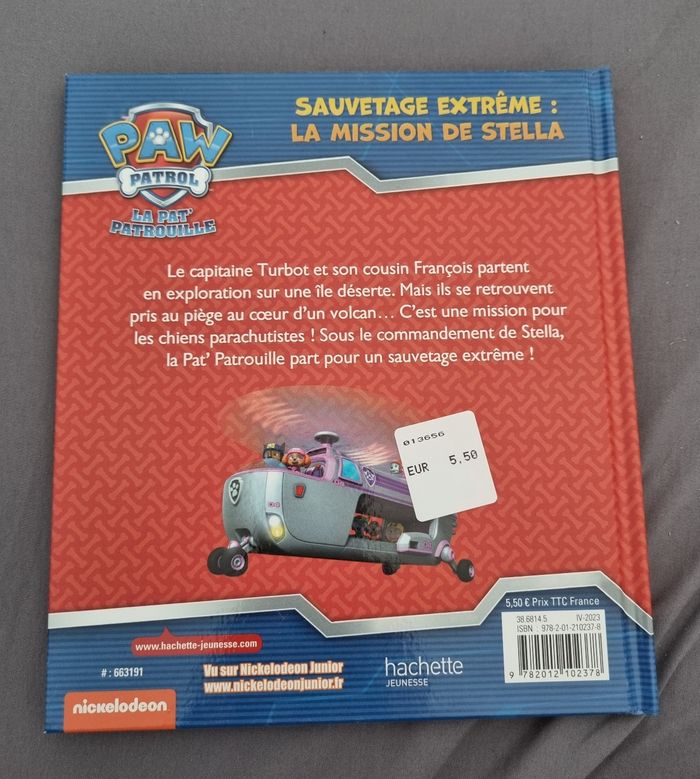 SAUVETAGE EXTRÊME :
LA MISSION DE STELLA
PAW
PATROL
LA PAT'
PATROUILLE
Le capitaine Turbot et son cousin François partent
en exploration sur une île déserte. Mais ils se retrouvent
pris au piège au cœur d'un volcan... C'est une mission pour
les chiens parachutistes ! Sous le commandement de Stella,
la Pat' Patrouille part pour un sauvetage extrême !
013656
EUR 5,50
5,50 € Prix TTC France
38.6814.5 IV-2023
ISBN : 978-2-01-210237-8
9 782012 102378
www.hachette-jeunesse.com
# : 663191
Vu sur Nickelodeon Junior
www.nickelodeonjunior.fr
hachette
JEUNESSE
nickelodeon